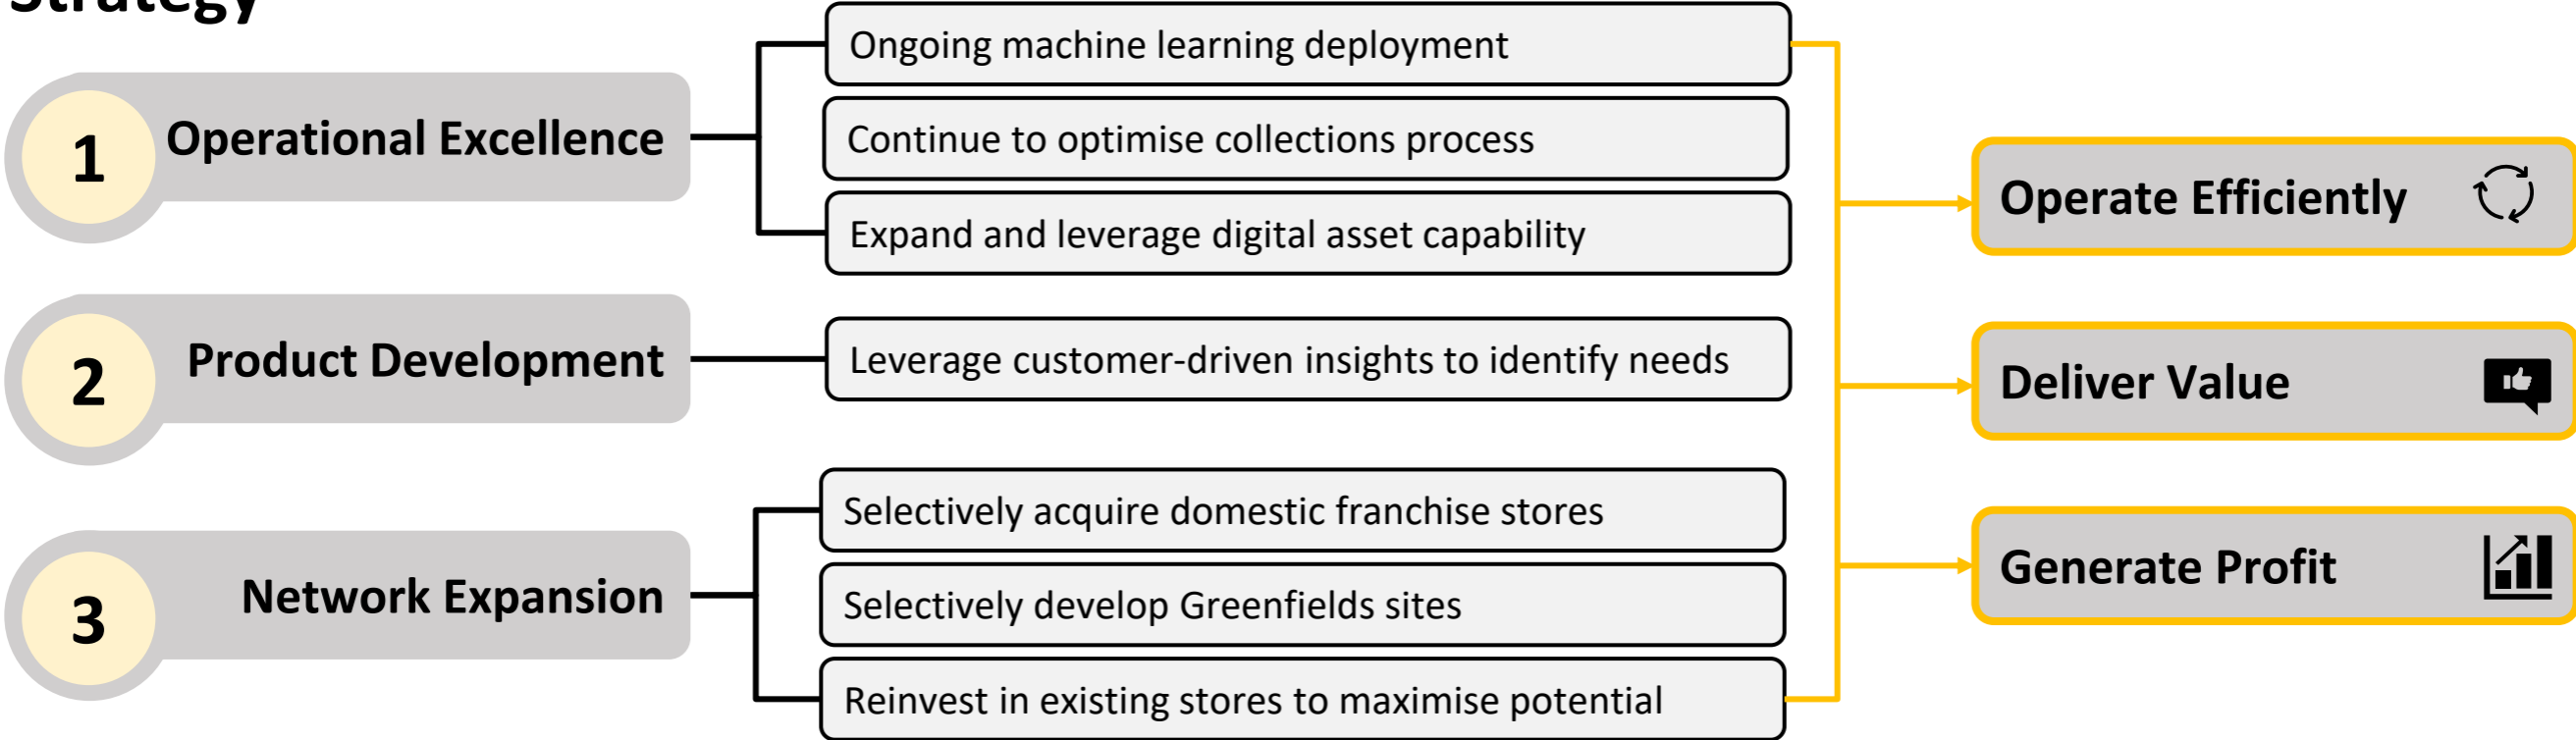 Strategy
1
Operational Excellence
Ongoing machine learning deployment
Continue to optimise collections process
Expand and leverage digital asset capability
2
Product Development
Leverage customer-driven insights to identify needs
3
Network Expansion
Selectively acquire domestic franchise stores
Selectively develop Greenfields sites
Reinvest in existing stores to maximise potential
Operate Efficiently
Deliver Value
Generate Profit